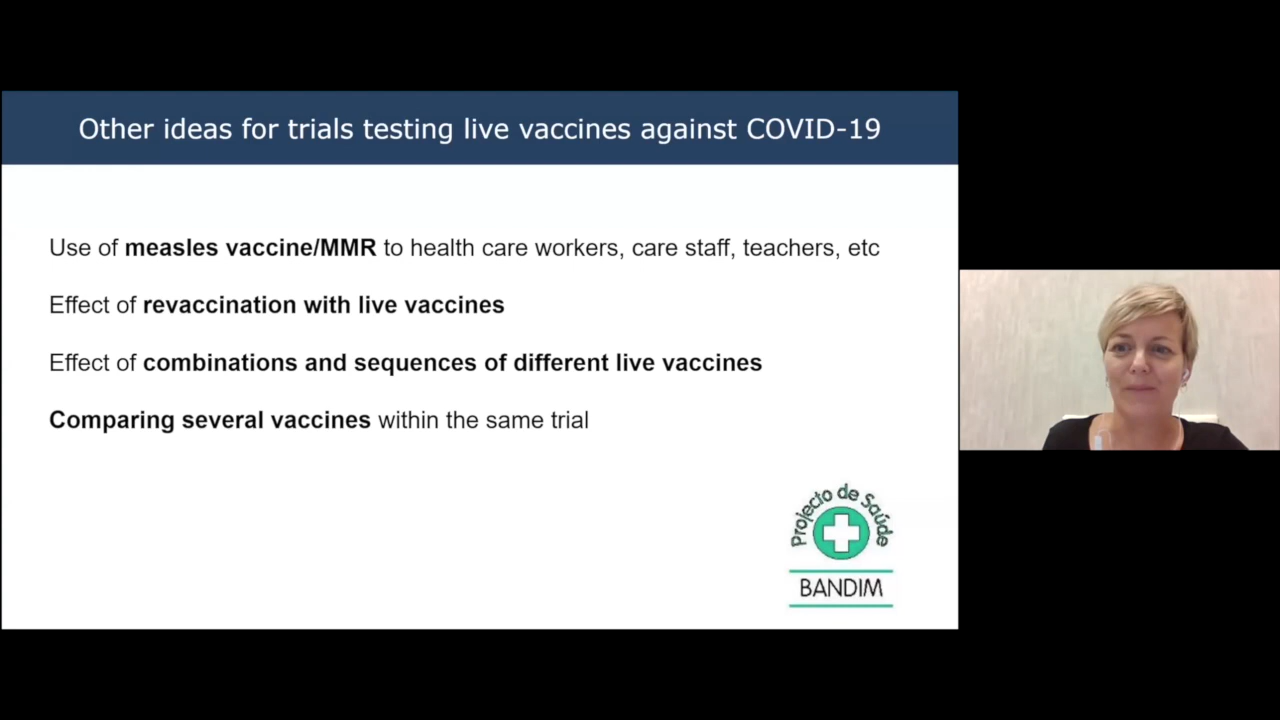 Other ideas for trials testing live vaccines against COVID-19
Use of measles vaccine/MMR to health care workers, care staff, teachers, etc
Effect of revaccination with live vaccines
Effect of combinations and sequences of different live vaccines
Comparing several vaccines within the same trial
Projecto de Saúde
BANDIM